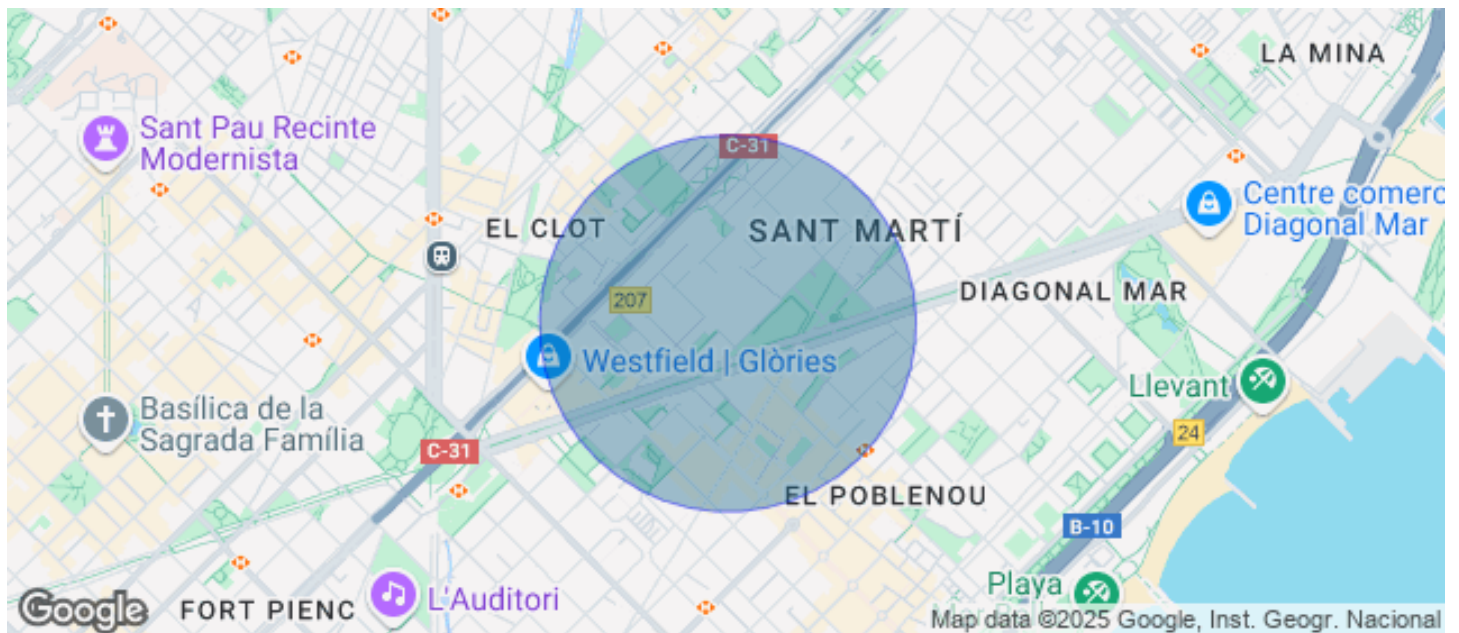 LA MINA
Sant Pau Recinte
Modernista
C-31
Centre comerc
Diagonal Mar
EL CLOT
SANT MARTÍ
DIAGONAL MAR
207
Westfield | Glòries
Llevant
Basílica de la
Sagrada Família
C-31
24
EL POBLENOU
B-10
Playa
L'Auditori
FORT PIENC
Google
Map data ©2025 Google, Inst. Geogr. Nacional